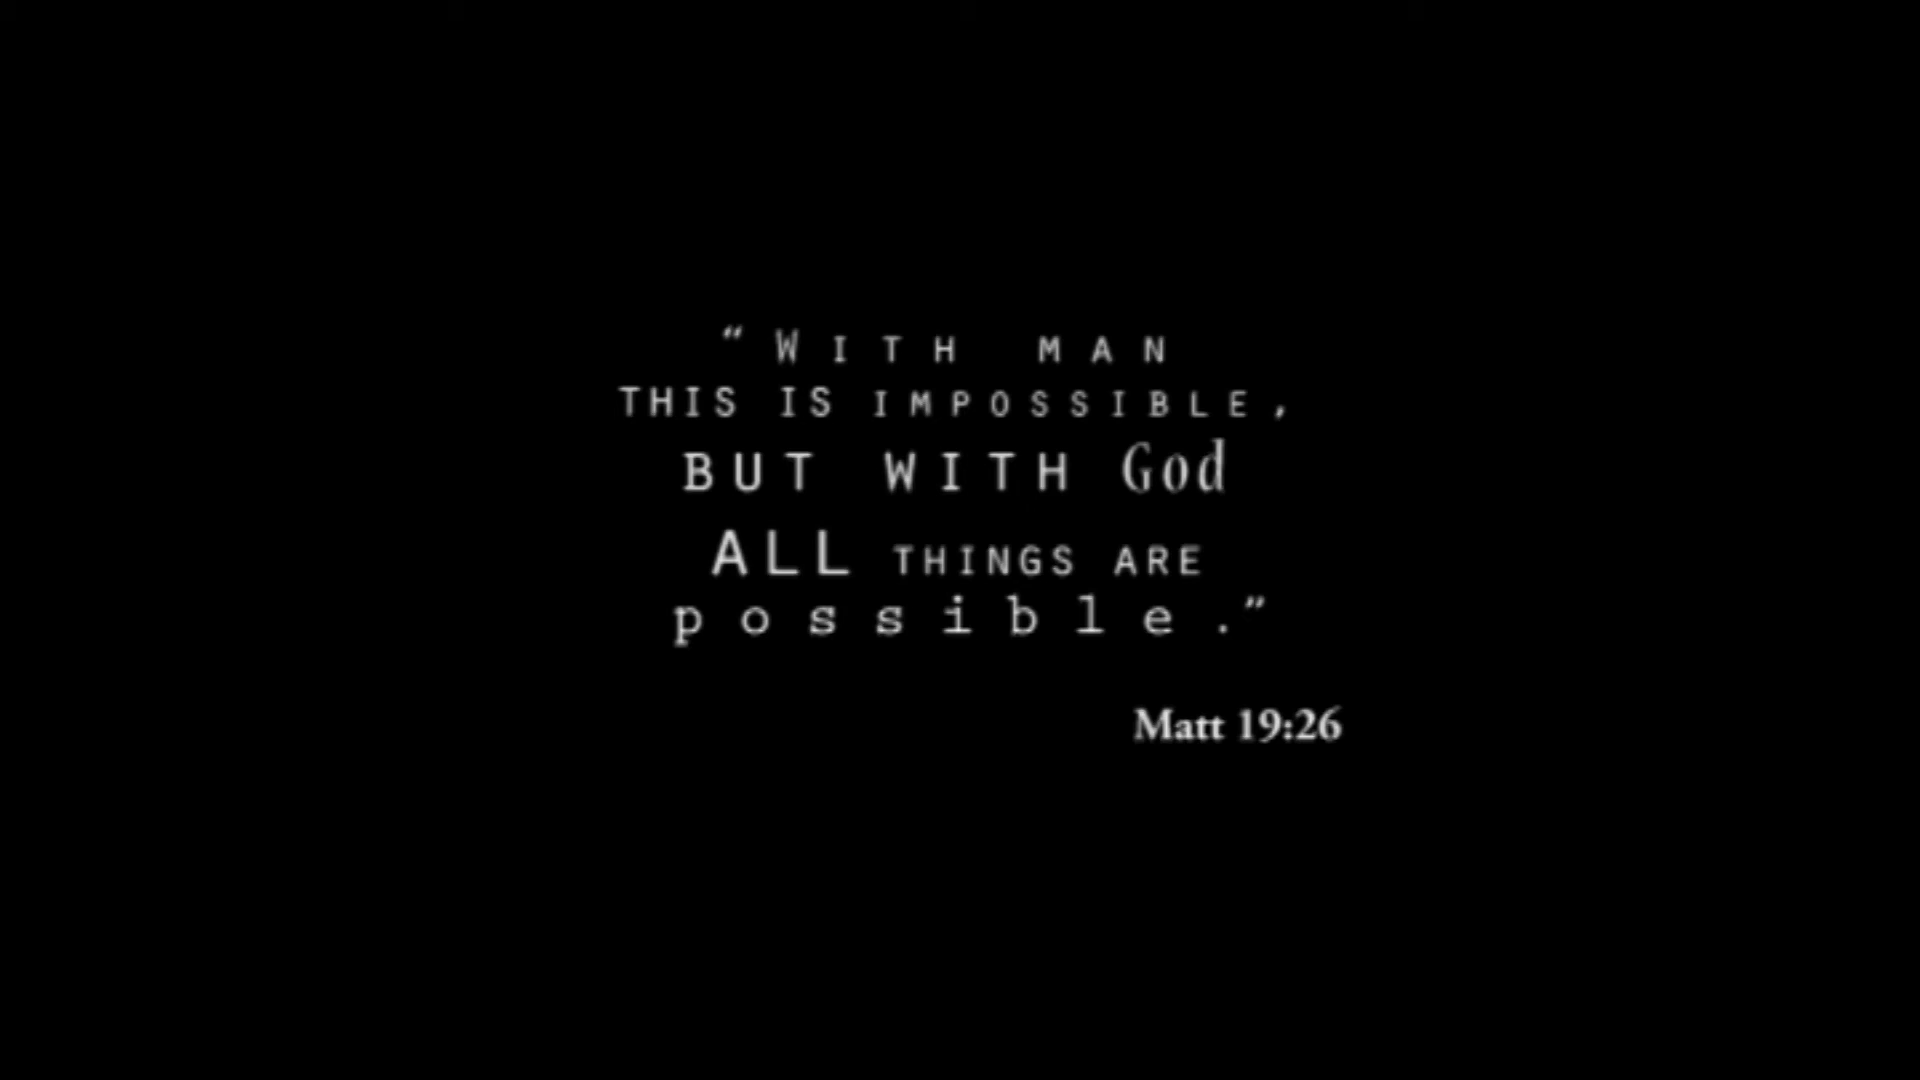 “With man
this is impossible,
but with God
ALL things are
possible.”
Matt 19:26